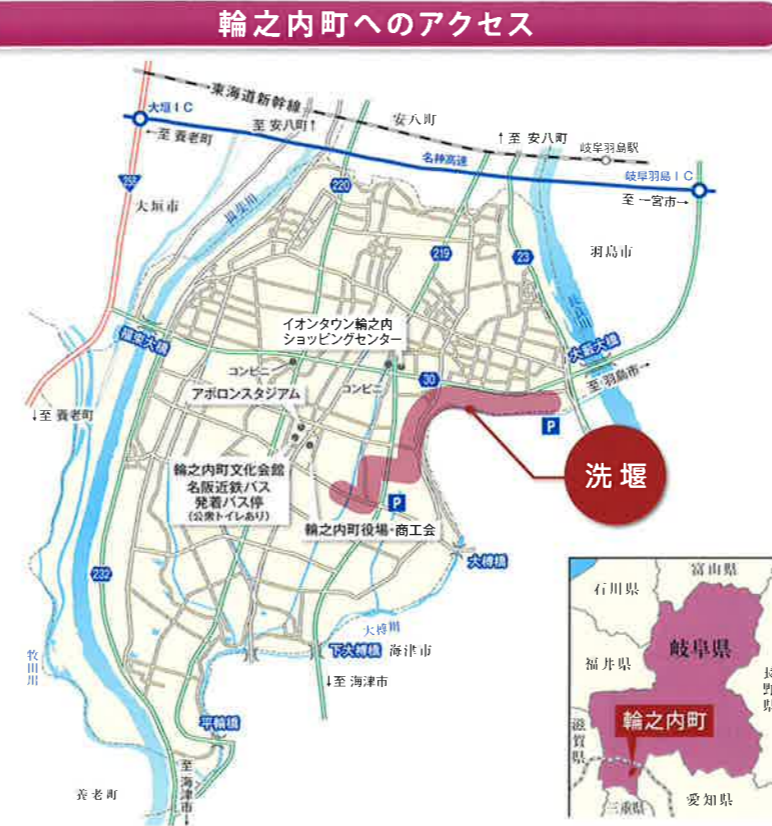 輪之内町へのアクセス
東海道新幹線
安八町
大垣IC
至 安八町↑
↑至 安八町
岐阜羽島駅
←至 養老町
名神高速
岐阜羽島IC
至 一宮市→
258
大垣市
220
揖斐川
219
23
羽島市
長良川
イオンタウン輪之内
ショッピングセンター
福束大橋
大藪大橋
コンビニ
コンビニ
30
至 羽島市→
アポロンスタジアム
↓至 養老町
P
輪之内町文化会館
名阪近鉄バス
発着バス停
(公衆トイレあり)
洗堰
P
輪之内町役場・商工会
大榑橋
232
大榑川
下大榑橋
海津市
牧田川
↓至 海津市
平輪橋
至 海津市↓
養老町
富山県
石川県
岐阜県
福井県
長野県
滋賀県
輪之内町
愛知県
三重県